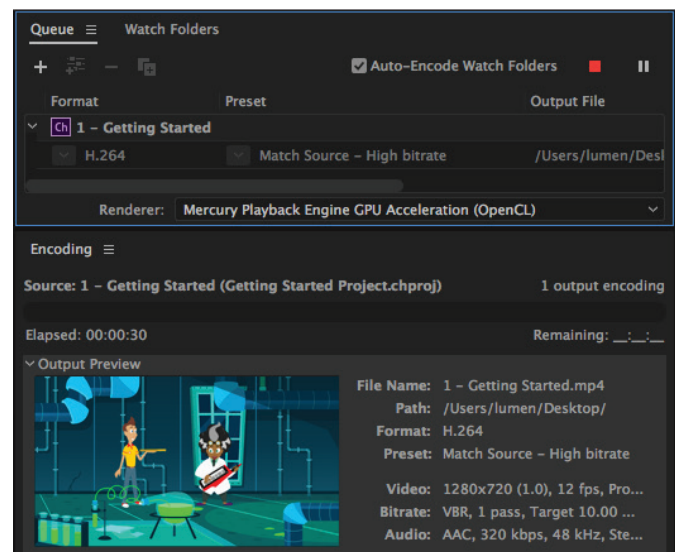 Queue Watch Folders
Auto-Encode Watch Folders
Format Preset Output File
Ch 1 – Getting Started
H.264 Match Source – High bitrate /Users/lumen/Desl
Renderer: Mercury Playback Engine GPU Acceleration (OpenCL)
Encoding
Source: 1 – Getting Started (Getting Started Project.chproj) 1 output encoding
Elapsed: 00:00:30 Remaining: __:__:__
Output Preview
File Name: 1 – Getting Started.mp4
Path: /Users/lumen/Desktop/
Format: H.264
Preset: Match Source – High bitrate
Video: 1280x720 (1.0), 12 fps, Pro...
Bitrate: VBR, 1 pass, Target 10.00 ...
Audio: AAC, 320 kbps, 48 kHz, Ste...